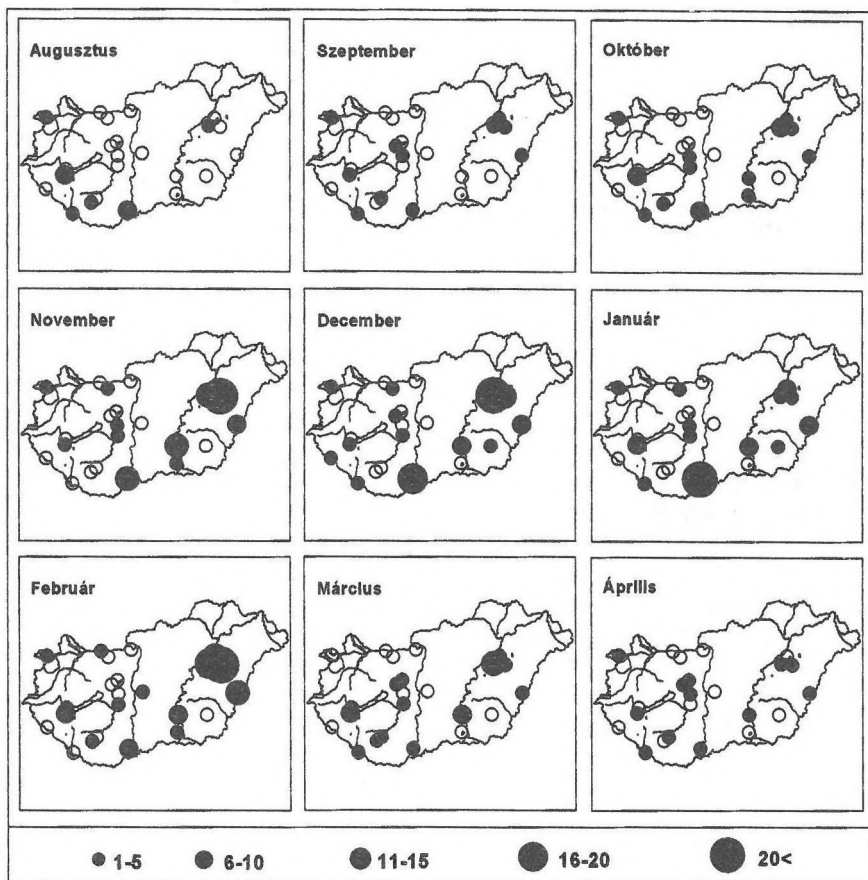 Augusztus
Szeptember
Október
November
December
Január
Február
Március
Április
1-5
6-10
11-15
16-20
20<